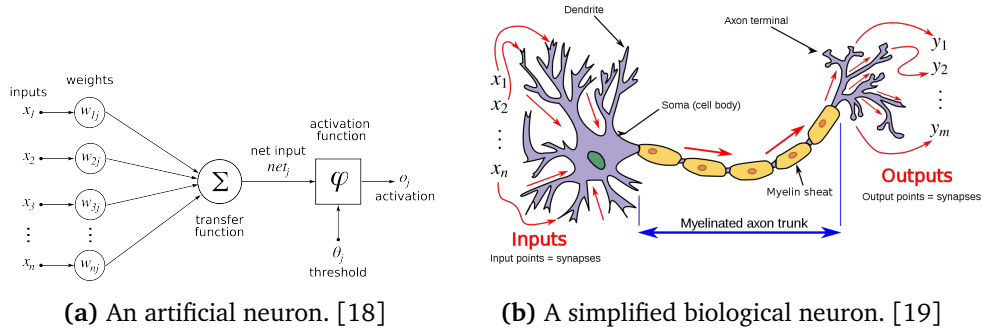 weights
inputs
x1
w1j
x2
w2j
x3
w3j
⋮ ⋮
xn
wnj
Σ
transfer
function
net input
netj
activation
function
φ
oj
activation
θj
threshold
(a) An artificial neuron. [18]
Dendrite
Axon terminal
x1
x2
⋮
xn
Soma (cell body)
Myelin sheat
Myelinated axon trunk
Inputs
Input points = synapses
y1
y2
⋮
ym
Outputs
Output points = synapses
(b) A simplified biological neuron. [19]